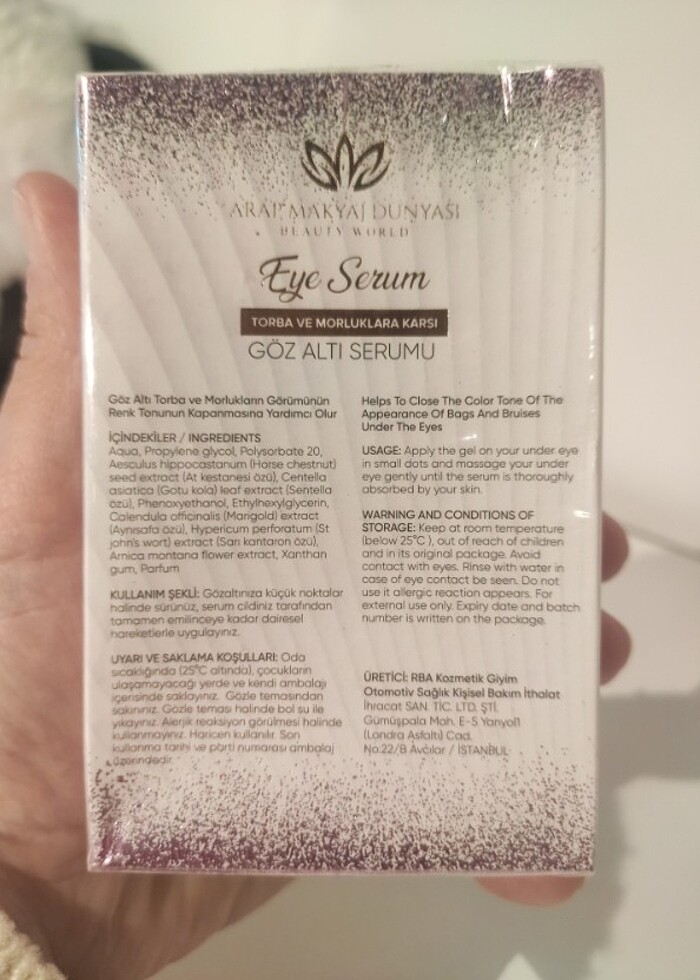 ARAP MAKYAJ DUNYASI
BEAUTY WORLD
Eye Serum
TORBA VE MORLUKLARA KARSI
GÖZ ALTI SERUMU
Göz Altı Torba ve Morlukların Görümünün
Renk Tonunun Kapanmasına Yardımcı Olur
İÇİNDEKİLER / INGREDIENTS
Aqua, Propylene glycol, Polysorbate 20,
Aesculus hippocastanum (Horse chestnut)
seed extract (At kestanesi özü), Centella
asiatica (Gotu kola) leaf extract (Sentella
özü), Phenoxyethanol, Ethylhexylglycerin,
Calendula officinalis (Marigold) extract
(Aynısafa özü), Hypericum perforatum (St
john's wort) extract (Sarı kantaron özü),
Arnica montana flower extract, Xanthan
gum, Parfum
KULLANIM ŞEKLİ: Gözaltınıza küçük noktalar
halinde sürünüz, serum cildiniz tarafından
tamamen emilinceye kadar dairesel
hareketlerle uygulayınız.
UYARI VE SAKLAMA KOŞULLARI: Oda
sıcaklığında (25°C altında), çocukların
ulaşamayacağı yerde ve kendi ambalajı
içerisinde saklayınız. Gözle temasından
sakınınız. Gözle teması halinde bol su ile
yıkayınız. Alerjik reaksiyon görülmesi halinde
kullanmayınız. Haricen kullanılır. Son
kullanma tarihi ve parti numarası ambalaj
üzerindedir.
Helps To Close The Color Tone Of The
Appearance Of Bags And Bruises
Under The Eyes
USAGE: Apply the gel on your under eye
in small dots and massage your under
eye gently until the serum is thoroughly
absorbed by your skin.
WARNING AND CONDITIONS OF
STORAGE: Keep at room temperature
(below 25°C ), out of reach of children
and in its original package. Avoid
contact with eyes. Rinse with water in
case of eye contact be seen. Do not
use it allergic reaction appears. For
external use only. Expiry date and batch
number is written on the package.
ÜRETİCİ: RBA Kozmetik Giyim
Otomotiv Sağlık Kişisel Bakım İthalat
İhracat SAN. TİC. LTD. ŞTİ.
Gümüşpala Mah. E-5 Yanyol1
(Londra Asfaltı) Cad.
No:22/B Avcılar / İSTANBUL